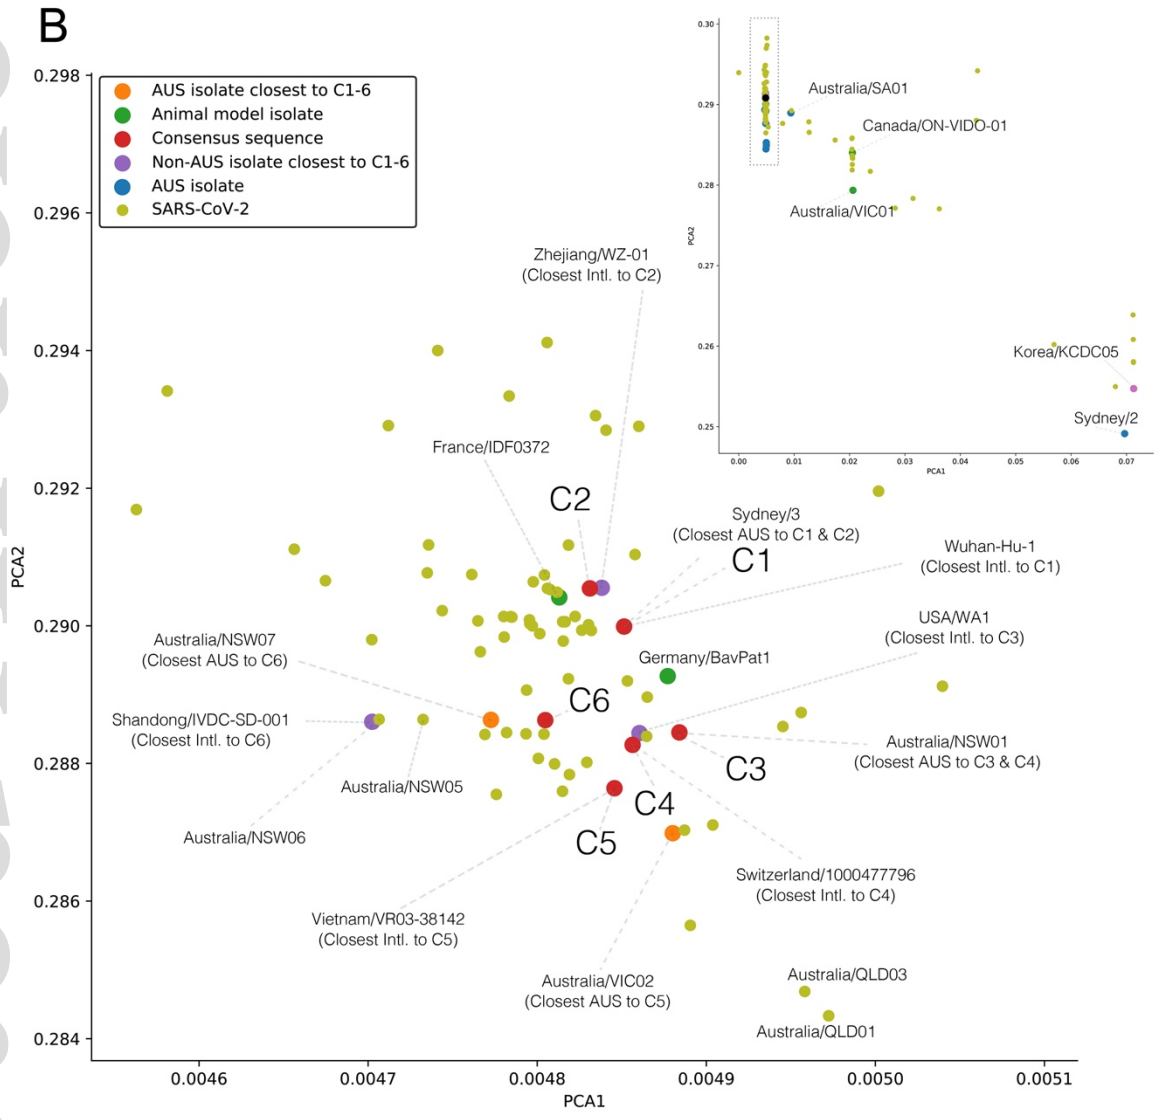 B
AUS isolate closest to C1-6
Animal model isolate
Consensus sequence
Non-AUS isolate closest to C1-6
AUS isolate
SARS-CoV-2
0.298
0.296
0.294
0.292
0.290
0.288
0.286
0.284
PCA2
0.0046
0.0047
0.0048
0.0049
0.0050
0.0051
PCA1
Zhejiang/WZ-01
(Closest Intl. to C2)
France/IDF0372
C2
Sydney/3
(Closest AUS to C1 & C2)
C1
Wuhan-Hu-1
(Closest Intl. to C1)
USA/WA1
(Closest Intl. to C3)
Germany/BavPat1
Australia/NSW07
(Closest AUS to C6)
C6
Shandong/IVDC-SD-001
(Closest Intl. to C6)
Australia/NSW05
Australia/NSW06
C3
Australia/NSW01
(Closest AUS to C3 & C4)
C4
C5
Switzerland/1000477796
(Closest Intl. to C4)
Vietnam/VR03-38142
(Closest Intl. to C5)
Australia/VIC02
(Closest AUS to C5)
Australia/QLD03
Australia/QLD01
0.30
0.29
0.28
0.27
0.26
0.25
PCA2
0.00
0.01
0.02
0.03
0.04
0.05
0.06
0.07
PCA1
Australia/SA01
Canada/ON-VIDO-01
Australia/VIC01
Korea/KCDC05
Sydney/2